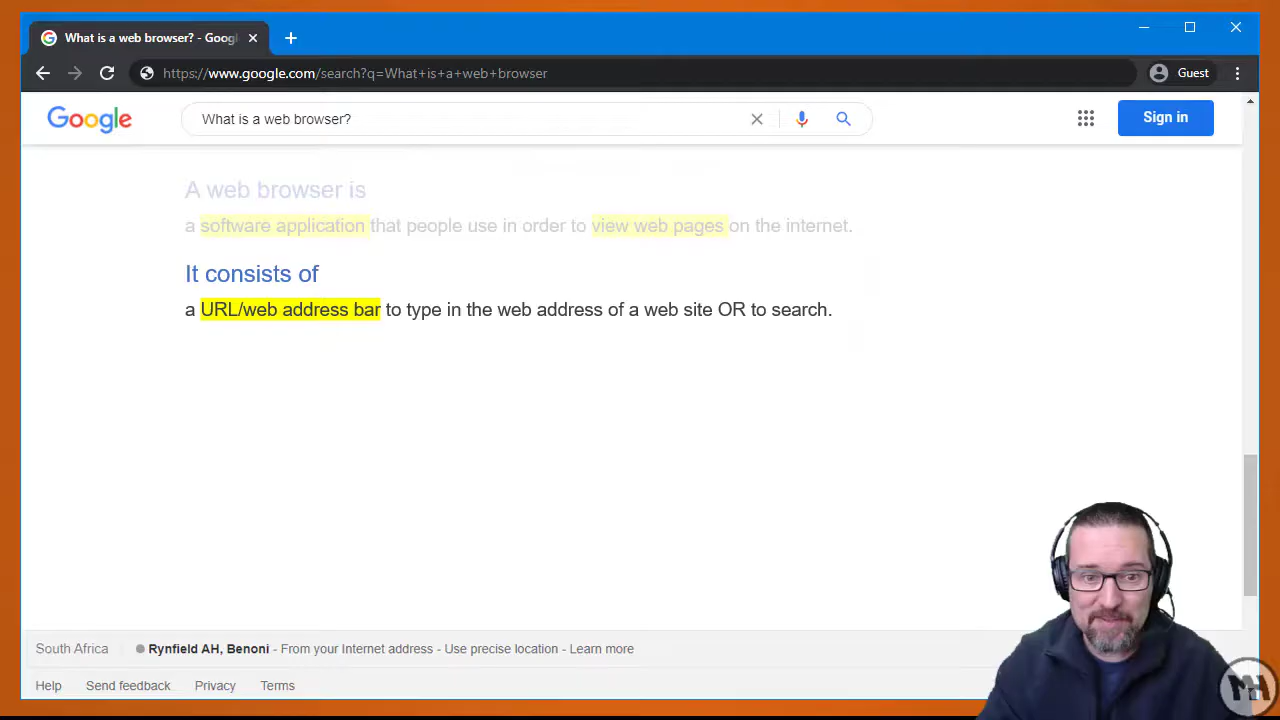 What is a web browser? - Googl
https://www.google.com/search?q=What+is+a+web+browser
Guest
Google
What is a web browser?
Sign in
A web browser is
a software application that people use in order to view web pages on the internet.
It consists of
a URL/web address bar to type in the web address of a web site OR to search.
South Africa
Rynfield AH, Benoni - From your Internet address - Use precise location - Learn more
Help Send feedback Privacy Terms